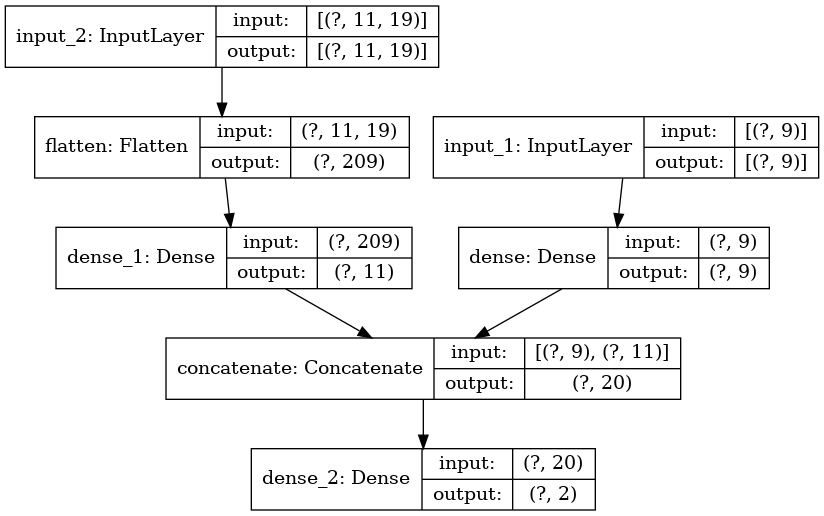 input_2: InputLayer
input: [(?, 11, 19)]
output: [(?, 11, 19)]
flatten: Flatten
input: (?, 11, 19)
output: (?, 209)
input_1: InputLayer
input: [(?, 9)]
output: [(?, 9)]
dense_1: Dense
input: (?, 209)
output: (?, 11)
dense: Dense
input: (?, 9)
output: (?, 9)
concatenate: Concatenate
input: [(?, 9), (?, 11)]
output: (?, 20)
dense_2: Dense
input: (?, 20)
output: (?, 2)